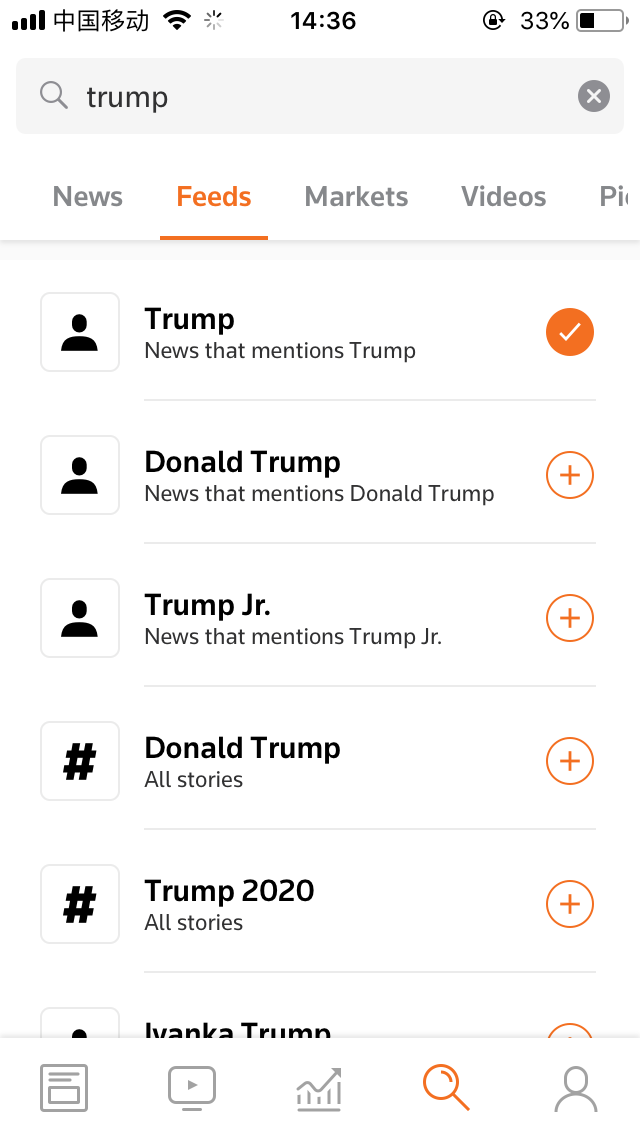 中国移动 14:36 33%
trump
News Feeds Markets Videos
Trump
News that mentions Trump
Donald Trump
News that mentions Donald Trump
Trump Jr.
News that mentions Trump Jr.
# Donald Trump
All stories
# Trump 2020
All stories
Ivanka Trump